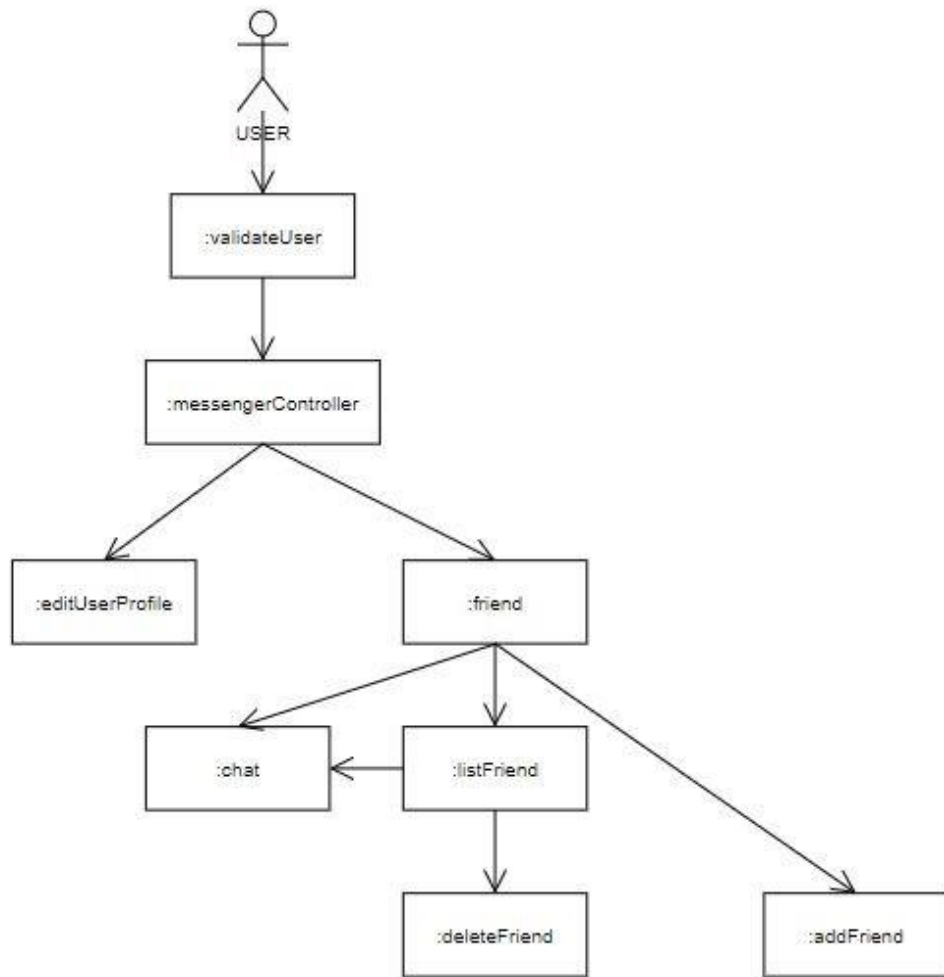 USER
:validateUser
:messengerController
:editUserProfile
:friend
:chat
:listFriend
:deleteFriend
:addFriend